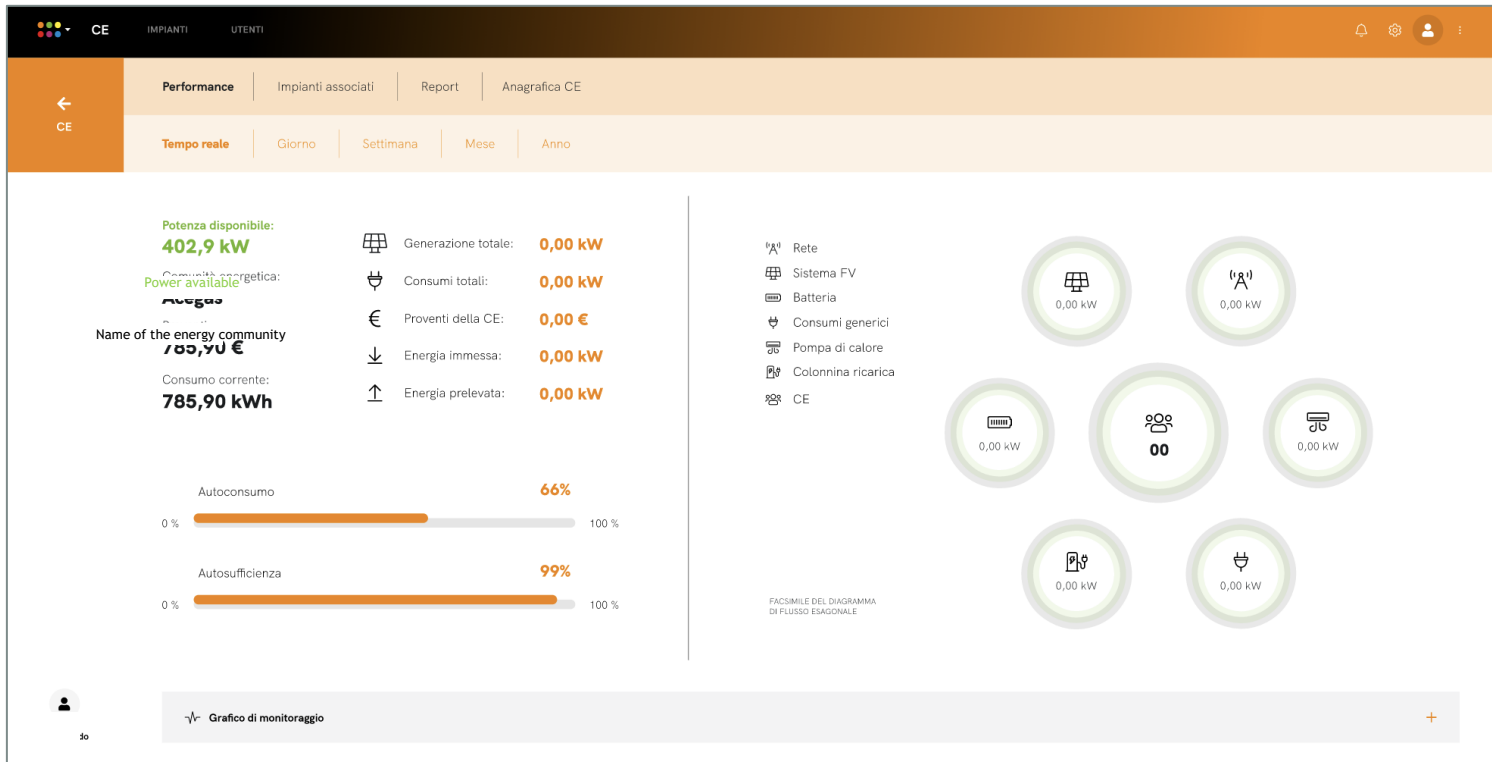 CE IMPIANTI UTENTI
CE
Performance Impianti associati Report Anagrafica CE
Tempo reale Giorno Settimana Mese Anno
Potenza disponibile:
402,9 kW
Comunità energetica:
Power available
Acegas
Name of the energy community
785,90 €
Consumo corrente:
785,90 kWh
Generazione totale: 0,00 kW
Consumi totali: 0,00 kW
Proventi della CE: 0,00 €
Energia immessa: 0,00 kW
Energia prelevata: 0,00 kW
Autoconsumo 66%
0 % 100 %
Autosufficienza 99%
0 % 100 %
Rete
Sistema FV
Batteria
Consumi generici
Pompa di calore
Colonnina ricarica
CE
0,00 kW 0,00 kW
0,00 kW 00 0,00 kW
0,00 kW 0,00 kW
FACSIMILE DEL DIAGRAMMA
DI FLUSSO ESAGONALE
Grafico di monitoraggio +